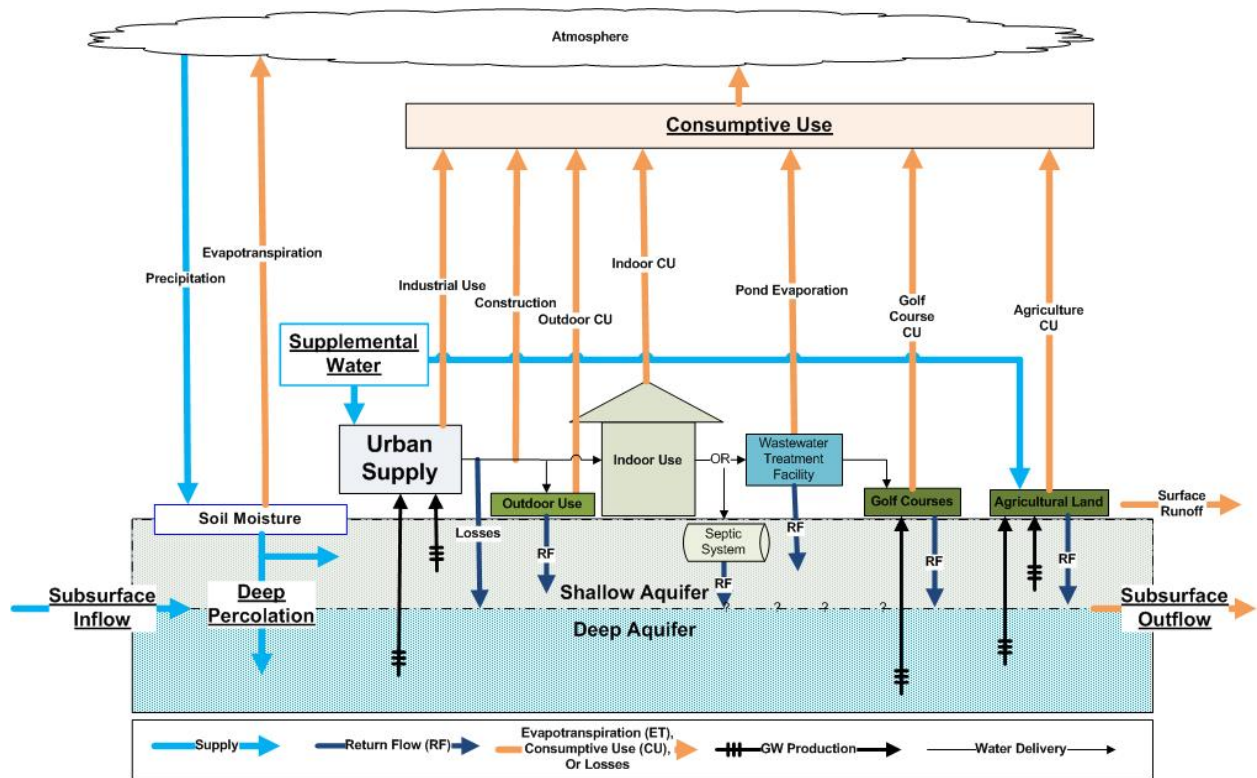 Atmosphere
Consumptive Use
Evapotranspiration
Precipitation
Industrial Use
Construction
Outdoor CU
Indoor CU
Pond Evaporation
Golf
Course
CU
Agriculture
CU
Supplemental
Water
Urban
Supply
Indoor Use
OR
Wastewater
Treatment
Facility
Outdoor Use
Golf Courses
Agricultural Land
Surface
Runoff
Soil Moisture
Losses
RF
Septic
System
RF
RF
RF
RF
Shallow Aquifer
Subsurface
Inflow
Deep
Percolation
? ? ? ?
Deep Aquifer
Subsurface
Outflow
Supply
Return Flow (RF)
Evapotranspiration (ET),
Consumptive Use (CU),
Or Losses
GW Production
Water Delivery